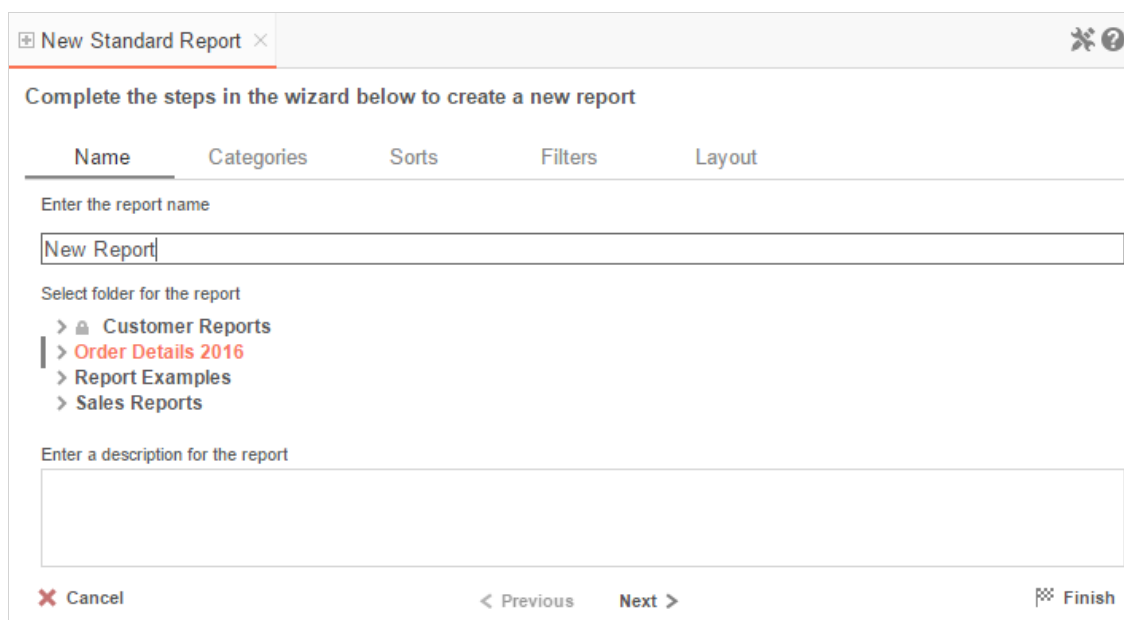 New Standard Report
Complete the steps in the wizard below to create a new report
Name Categories Sorts Filters Layout
Enter the report name
New Report
Select folder for the report
Customer Reports
Order Details 2016
Report Examples
Sales Reports
Enter a description for the report
Cancel < Previous Next > Finish